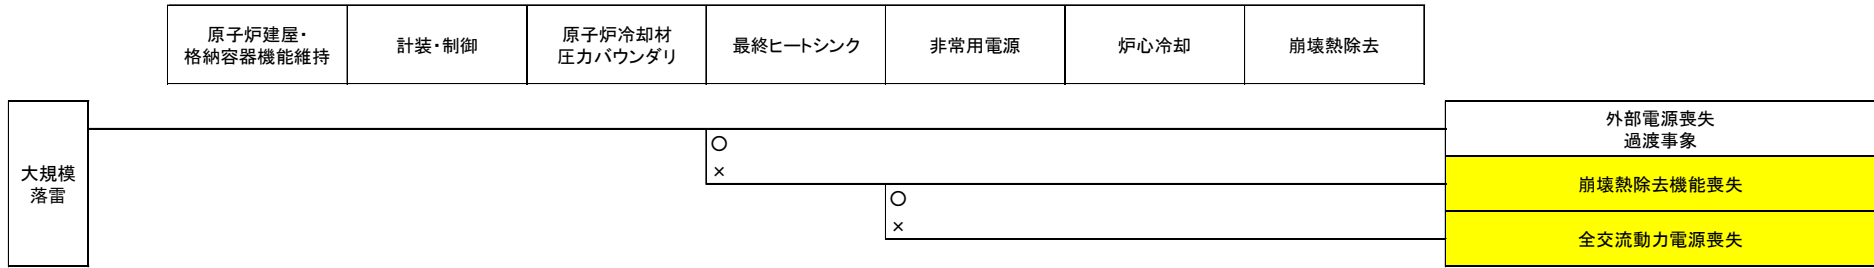 原子炉建屋・
格納容器機能維持
計装・制御
原子炉冷却材
圧力バウンダリ
最終ヒートシンク
非常用電源
炉心冷却
崩壊熱除去
大規模
落雷
○
×
○
×
外部電源喪失
過渡事象
崩壊熱除去機能喪失
全交流動力電源喪失